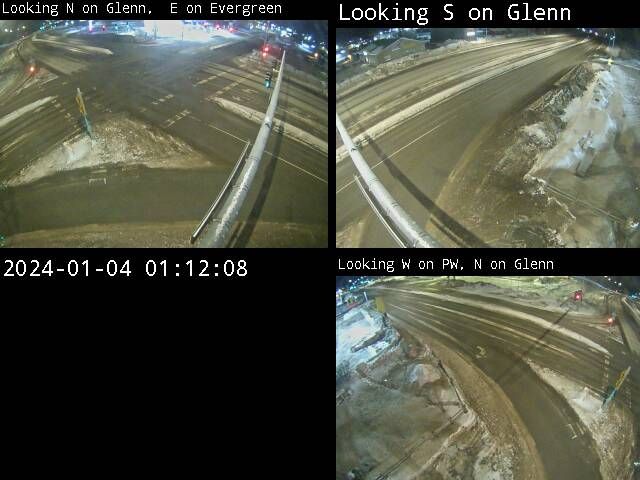 Looking N on Glenn, E on Evergreen
Looking S on Glenn
2024-01-04 01:12:08
Looking W on PW, N on Glenn